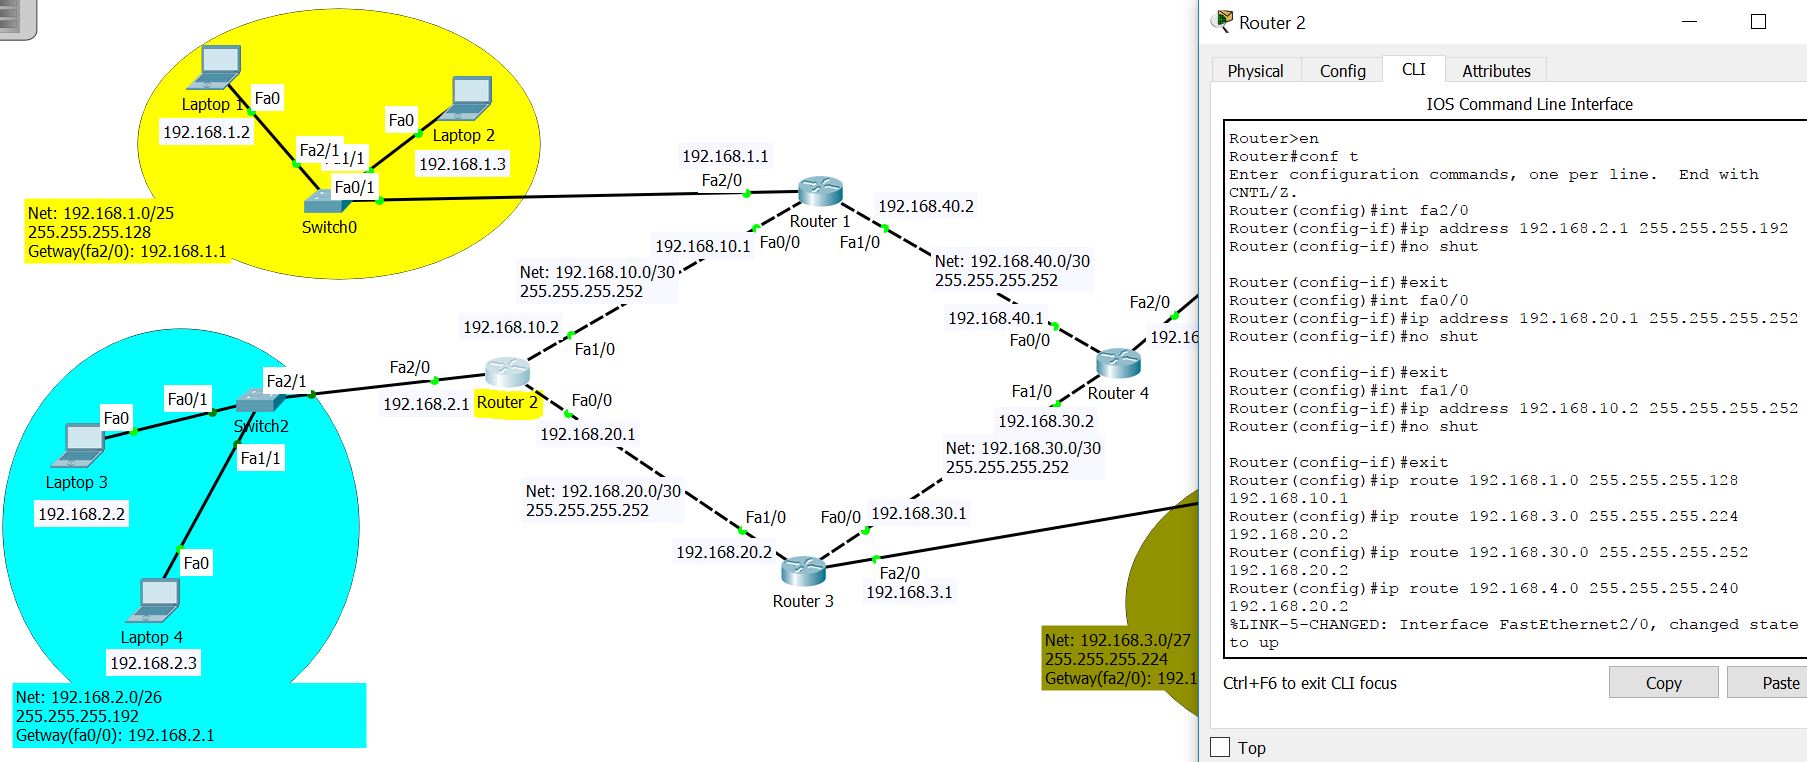 Laptop 1
Fa0
192.168.1.2
Fa0
Laptop 2
192.168.1.3
Fa2/1
1/1
Fa0/1
Switch0
Net: 192.168.1.0/25
255.255.255.128
Getway(fa2/0): 192.168.1.1
192.168.1.1
Fa2/0
Router 1
192.168.40.2
192.168.10.1
Fa0/0
Fa1/0
Net: 192.168.10.0/30
255.255.255.252
Net: 192.168.40.0/30
255.255.255.252
192.168.10.2
Fa1/0
192.168.40.1
Fa0/0
Fa2/0
192.16
Router 4
Fa1/0
192.168.30.2
Net: 192.168.30.0/30
255.255.255.252
Fa2/0
192.168.2.1
Router 2
Fa0/0
192.168.20.1
Fa2/1
Fa0/1
Switch2
Fa0
Fa1/1
Laptop 3
192.168.2.2
Fa0
Laptop 4
192.168.2.3
Net: 192.168.2.0/26
255.255.255.192
Getway(fa0/0): 192.168.2.1
Net: 192.168.20.0/30
255.255.255.252
Fa1/0
192.168.20.2
Fa0/0
192.168.30.1
Router 3
Fa2/0
192.168.3.1
Net: 192.168.3.0/27
255.255.255.224
Getway(fa2/0): 192.1
Router 2
Physical Config CLI Attributes
IOS Command Line Interface
Router>en
Router#conf t
Enter configuration commands, one per line.  End with
CNTL/Z.
Router(config)#int fa2/0
Router(config-if)#ip address 192.168.2.1 255.255.255.192
Router(config-if)#no shut
Router(config-if)#exit
Router(config)#int fa0/0
Router(config-if)#ip address 192.168.20.1 255.255.255.252
Router(config-if)#no shut
Router(config-if)#exit
Router(config)#int fa1/0
Router(config-if)#ip address 192.168.10.2 255.255.255.252
Router(config-if)#no shut
Router(config-if)#exit
Router(config)#ip route 192.168.1.0 255.255.255.128
192.168.10.1
Router(config)#ip route 192.168.3.0 255.255.255.224
192.168.20.2
Router(config)#ip route 192.168.30.0 255.255.255.252
192.168.20.2
Router(config)#ip route 192.168.4.0 255.255.255.240
192.168.20.2
%LINK-5-CHANGED: Interface FastEthernet2/0, changed state
to up
Ctrl+F6 to exit CLI focus
Copy
Paste
Top